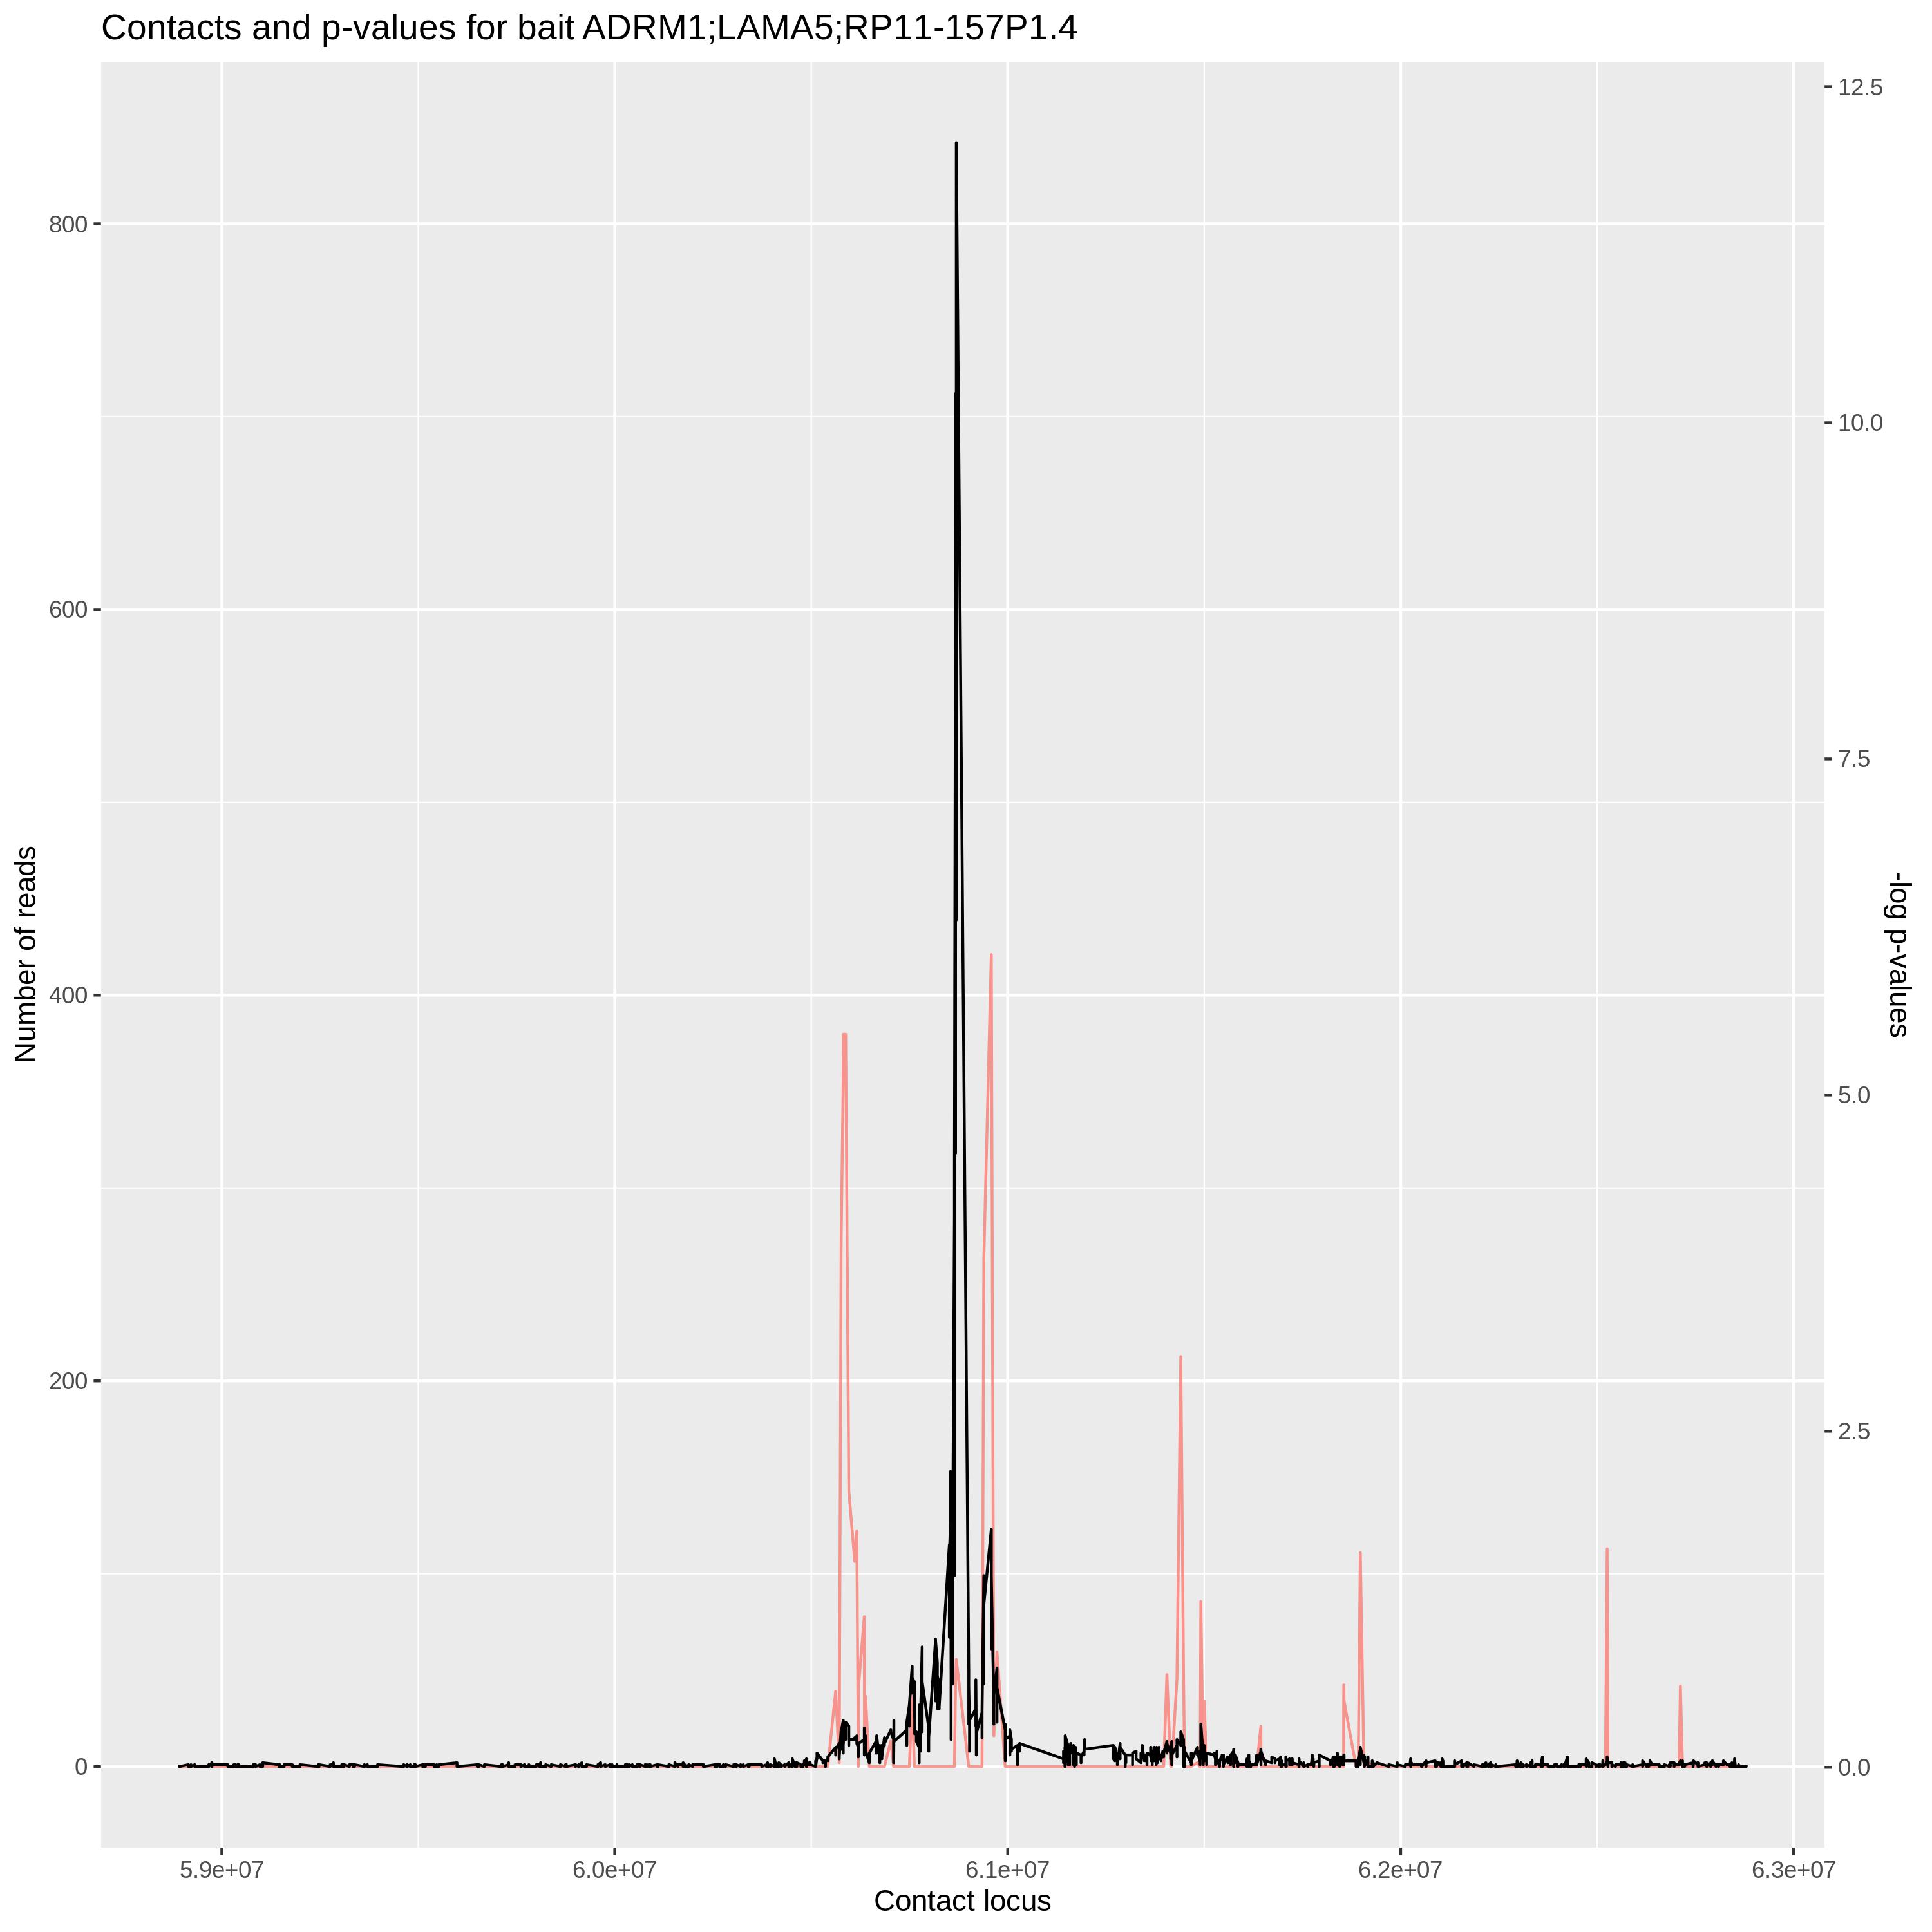 Contacts and p-values for bait ADRM1;LAMA5;RP11-157P1.4
Number of reads
800
600
400
200
0
12.5
10.0
7.5
5.0
2.5
0.0
-log p-values
5.9e+07 6.0e+07 6.1e+07 6.2e+07 6.3e+07
Contact locus